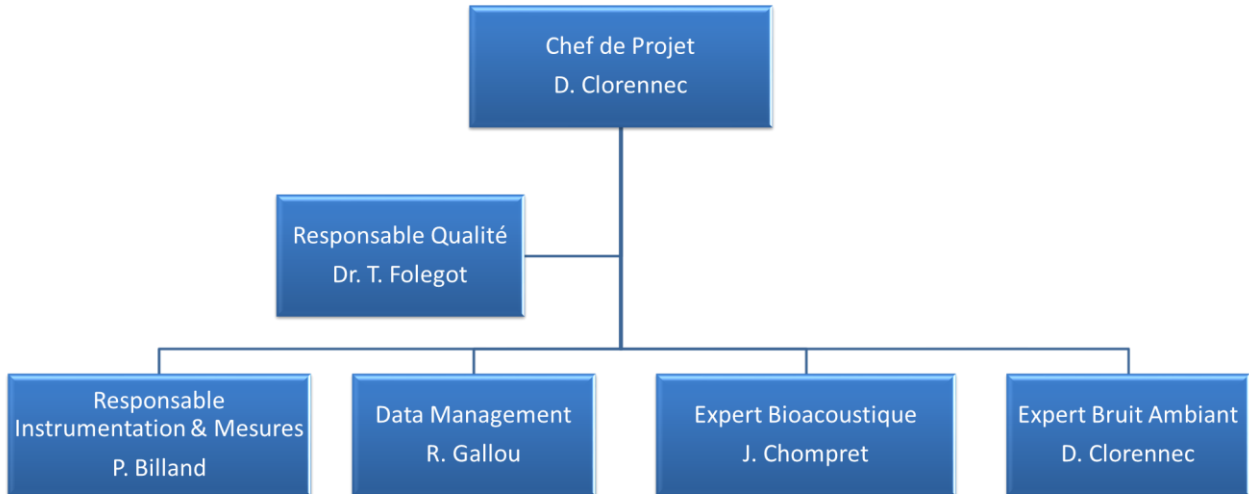 Chef de Projet
D. Clorennec
Responsable Qualité
Dr. T. Folegot
Responsable
Instrumentation & Mesures
P. Billand
Data Management
R. Gallou
Expert Bioacoustique
J. Chompret
Expert Bruit Ambiant
D. Clorennec